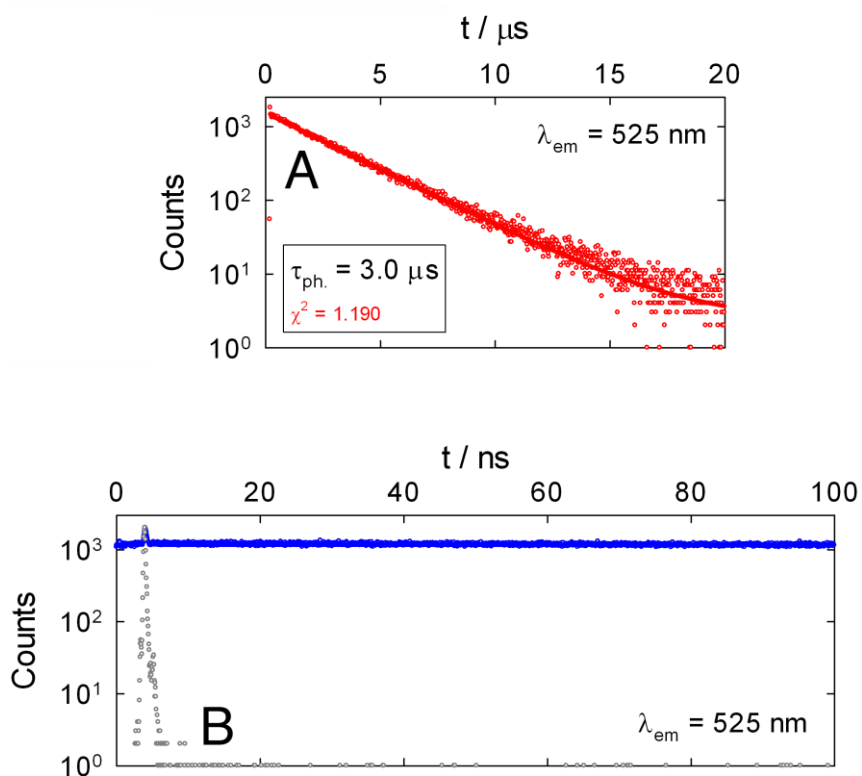 t / μs
0 5 10 15 20
10³
10²
10¹
10⁰
Counts
A
λem = 525 nm
τph. = 3.0 μs
χ² = 1.190
t / ns
0 20 40 60 80 100
10³
10²
10¹
10⁰
Counts
B
λem = 525 nm